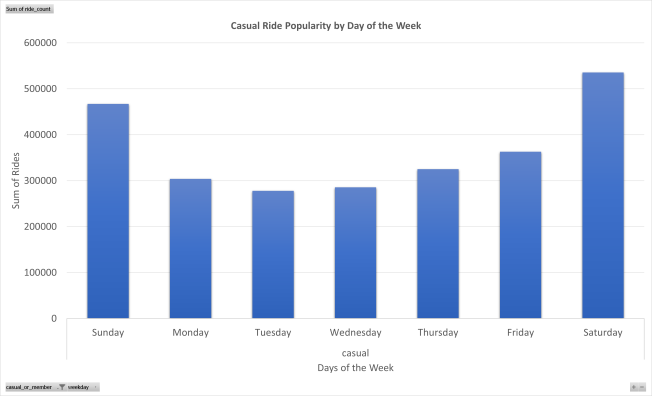 Sum of ride_count
Casual Ride Popularity by Day of the Week
600000
500000
400000
300000
200000
100000
0
Sum of Rides
Sunday Monday Tuesday Wednesday Thursday Friday Saturday
casual
Days of the Week
casual_or_member weekday
+ −